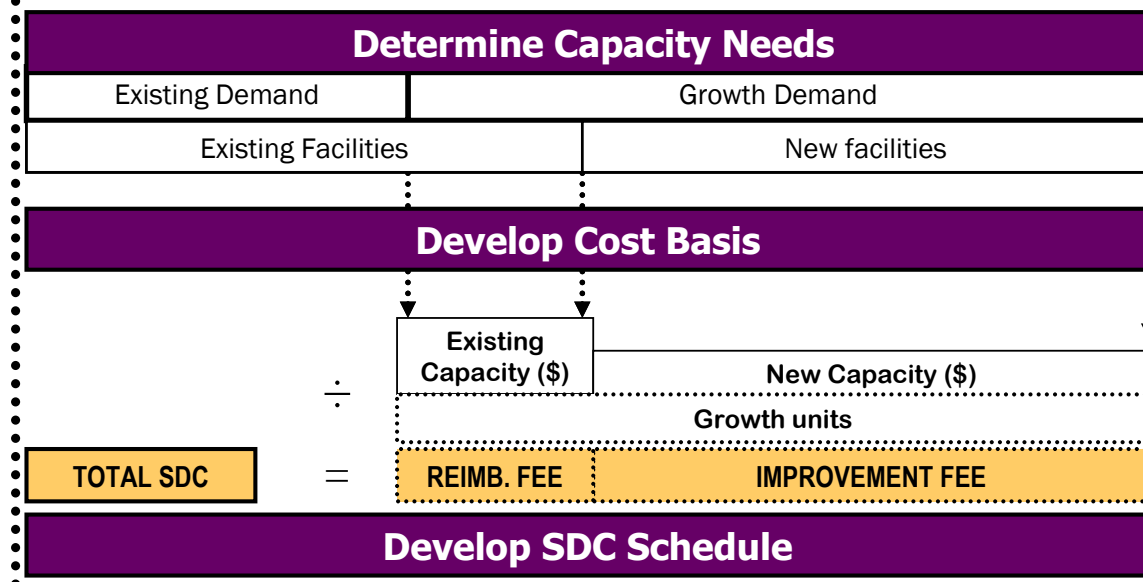 Determine Capacity Needs
Existing Demand
Growth Demand
Existing Facilities
New facilities
Develop Cost Basis
Existing
Capacity ($)
New Capacity ($)
÷
Growth units
TOTAL SDC
=
REIMB. FEE
IMPROVEMENT FEE
Develop SDC Schedule